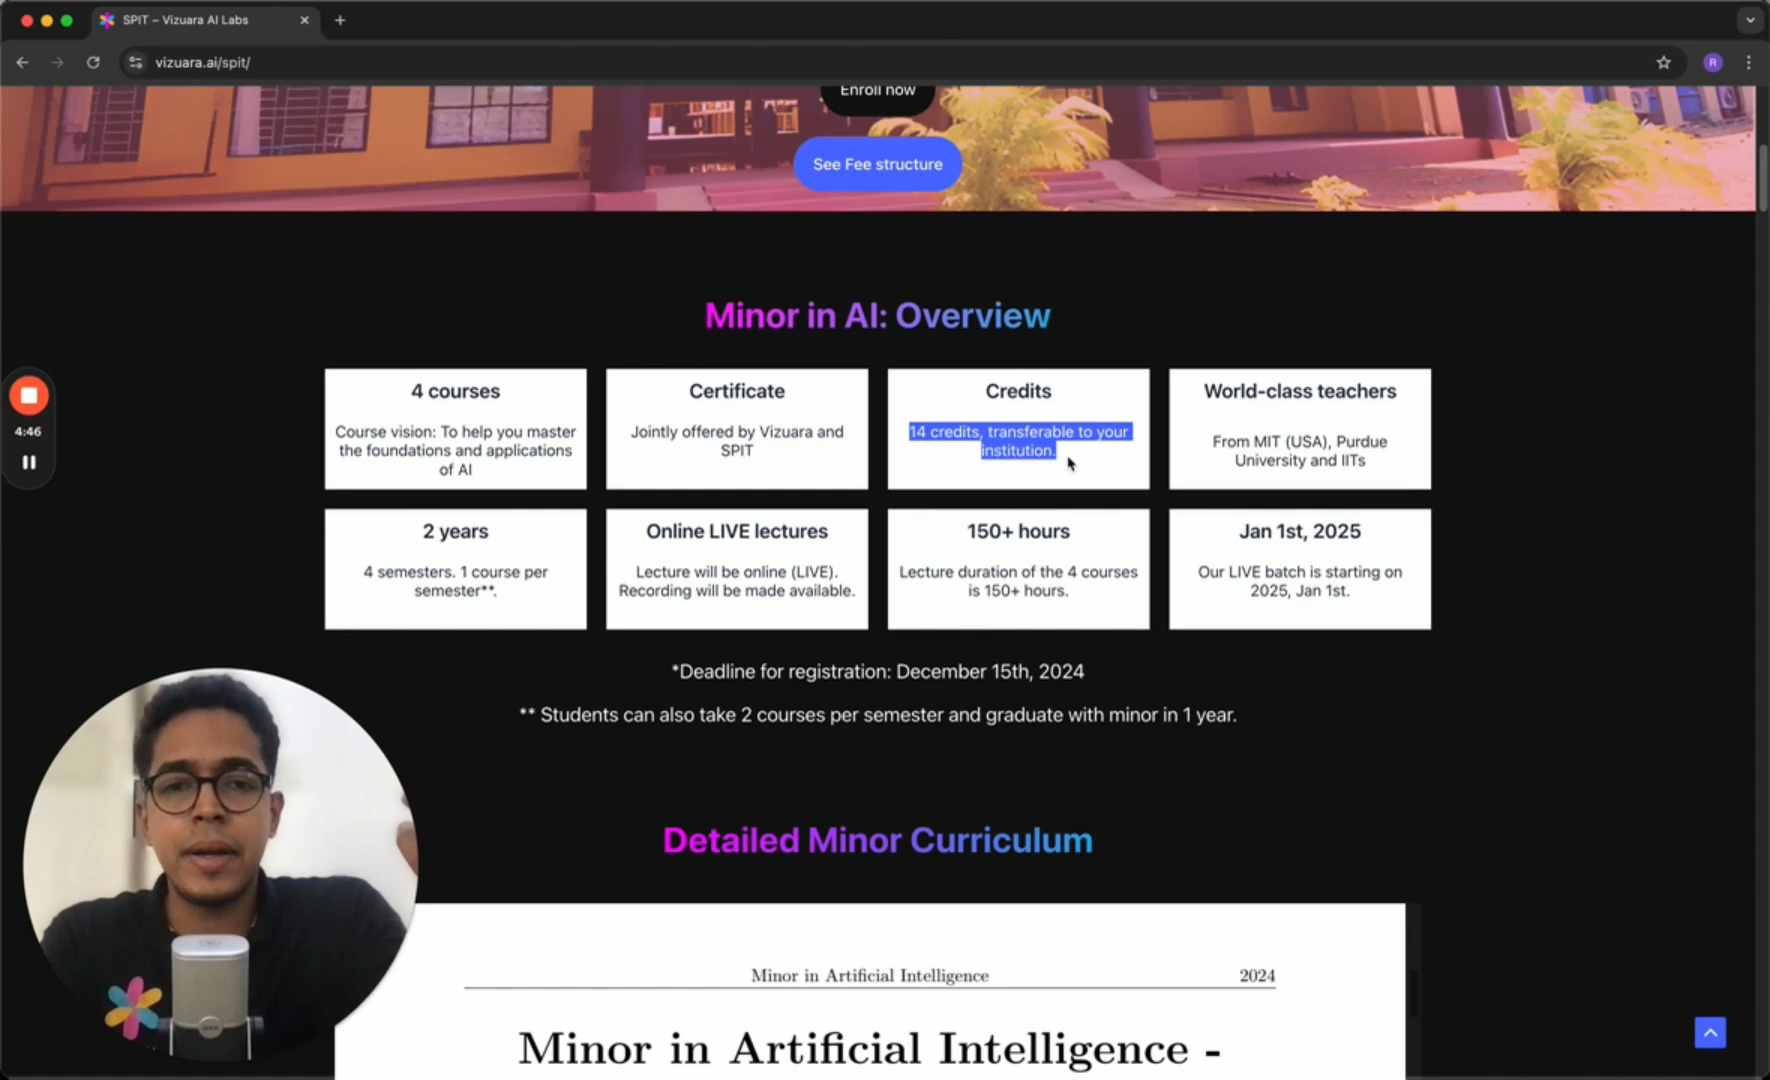 SPIT – Vizuara AI Labs
vizuara.ai/spit/
R
Enroll now
See Fee structure
Minor in AI: Overview
4 courses
Course vision: To help you master
the foundations and applications
of AI
Certificate
Jointly offered by Vizuara and
SPIT
Credits
14 credits, transferable to your
institution.
World-class teachers
From MIT (USA), Purdue
University and IITs
4:46
2 years
4 semesters. 1 course per
semester**.
Online LIVE lectures
Lecture will be online (LIVE).
Recording will be made available.
150+ hours
Lecture duration of the 4 courses
is 150+ hours.
Jan 1st, 2025
Our LIVE batch is starting on
2025, Jan 1st.
*Deadline for registration: December 15th, 2024
** Students can also take 2 courses per semester and graduate with minor in 1 year.
Detailed Minor Curriculum
Minor in Artificial Intelligence 2024
Minor in Artificial Intelligence -